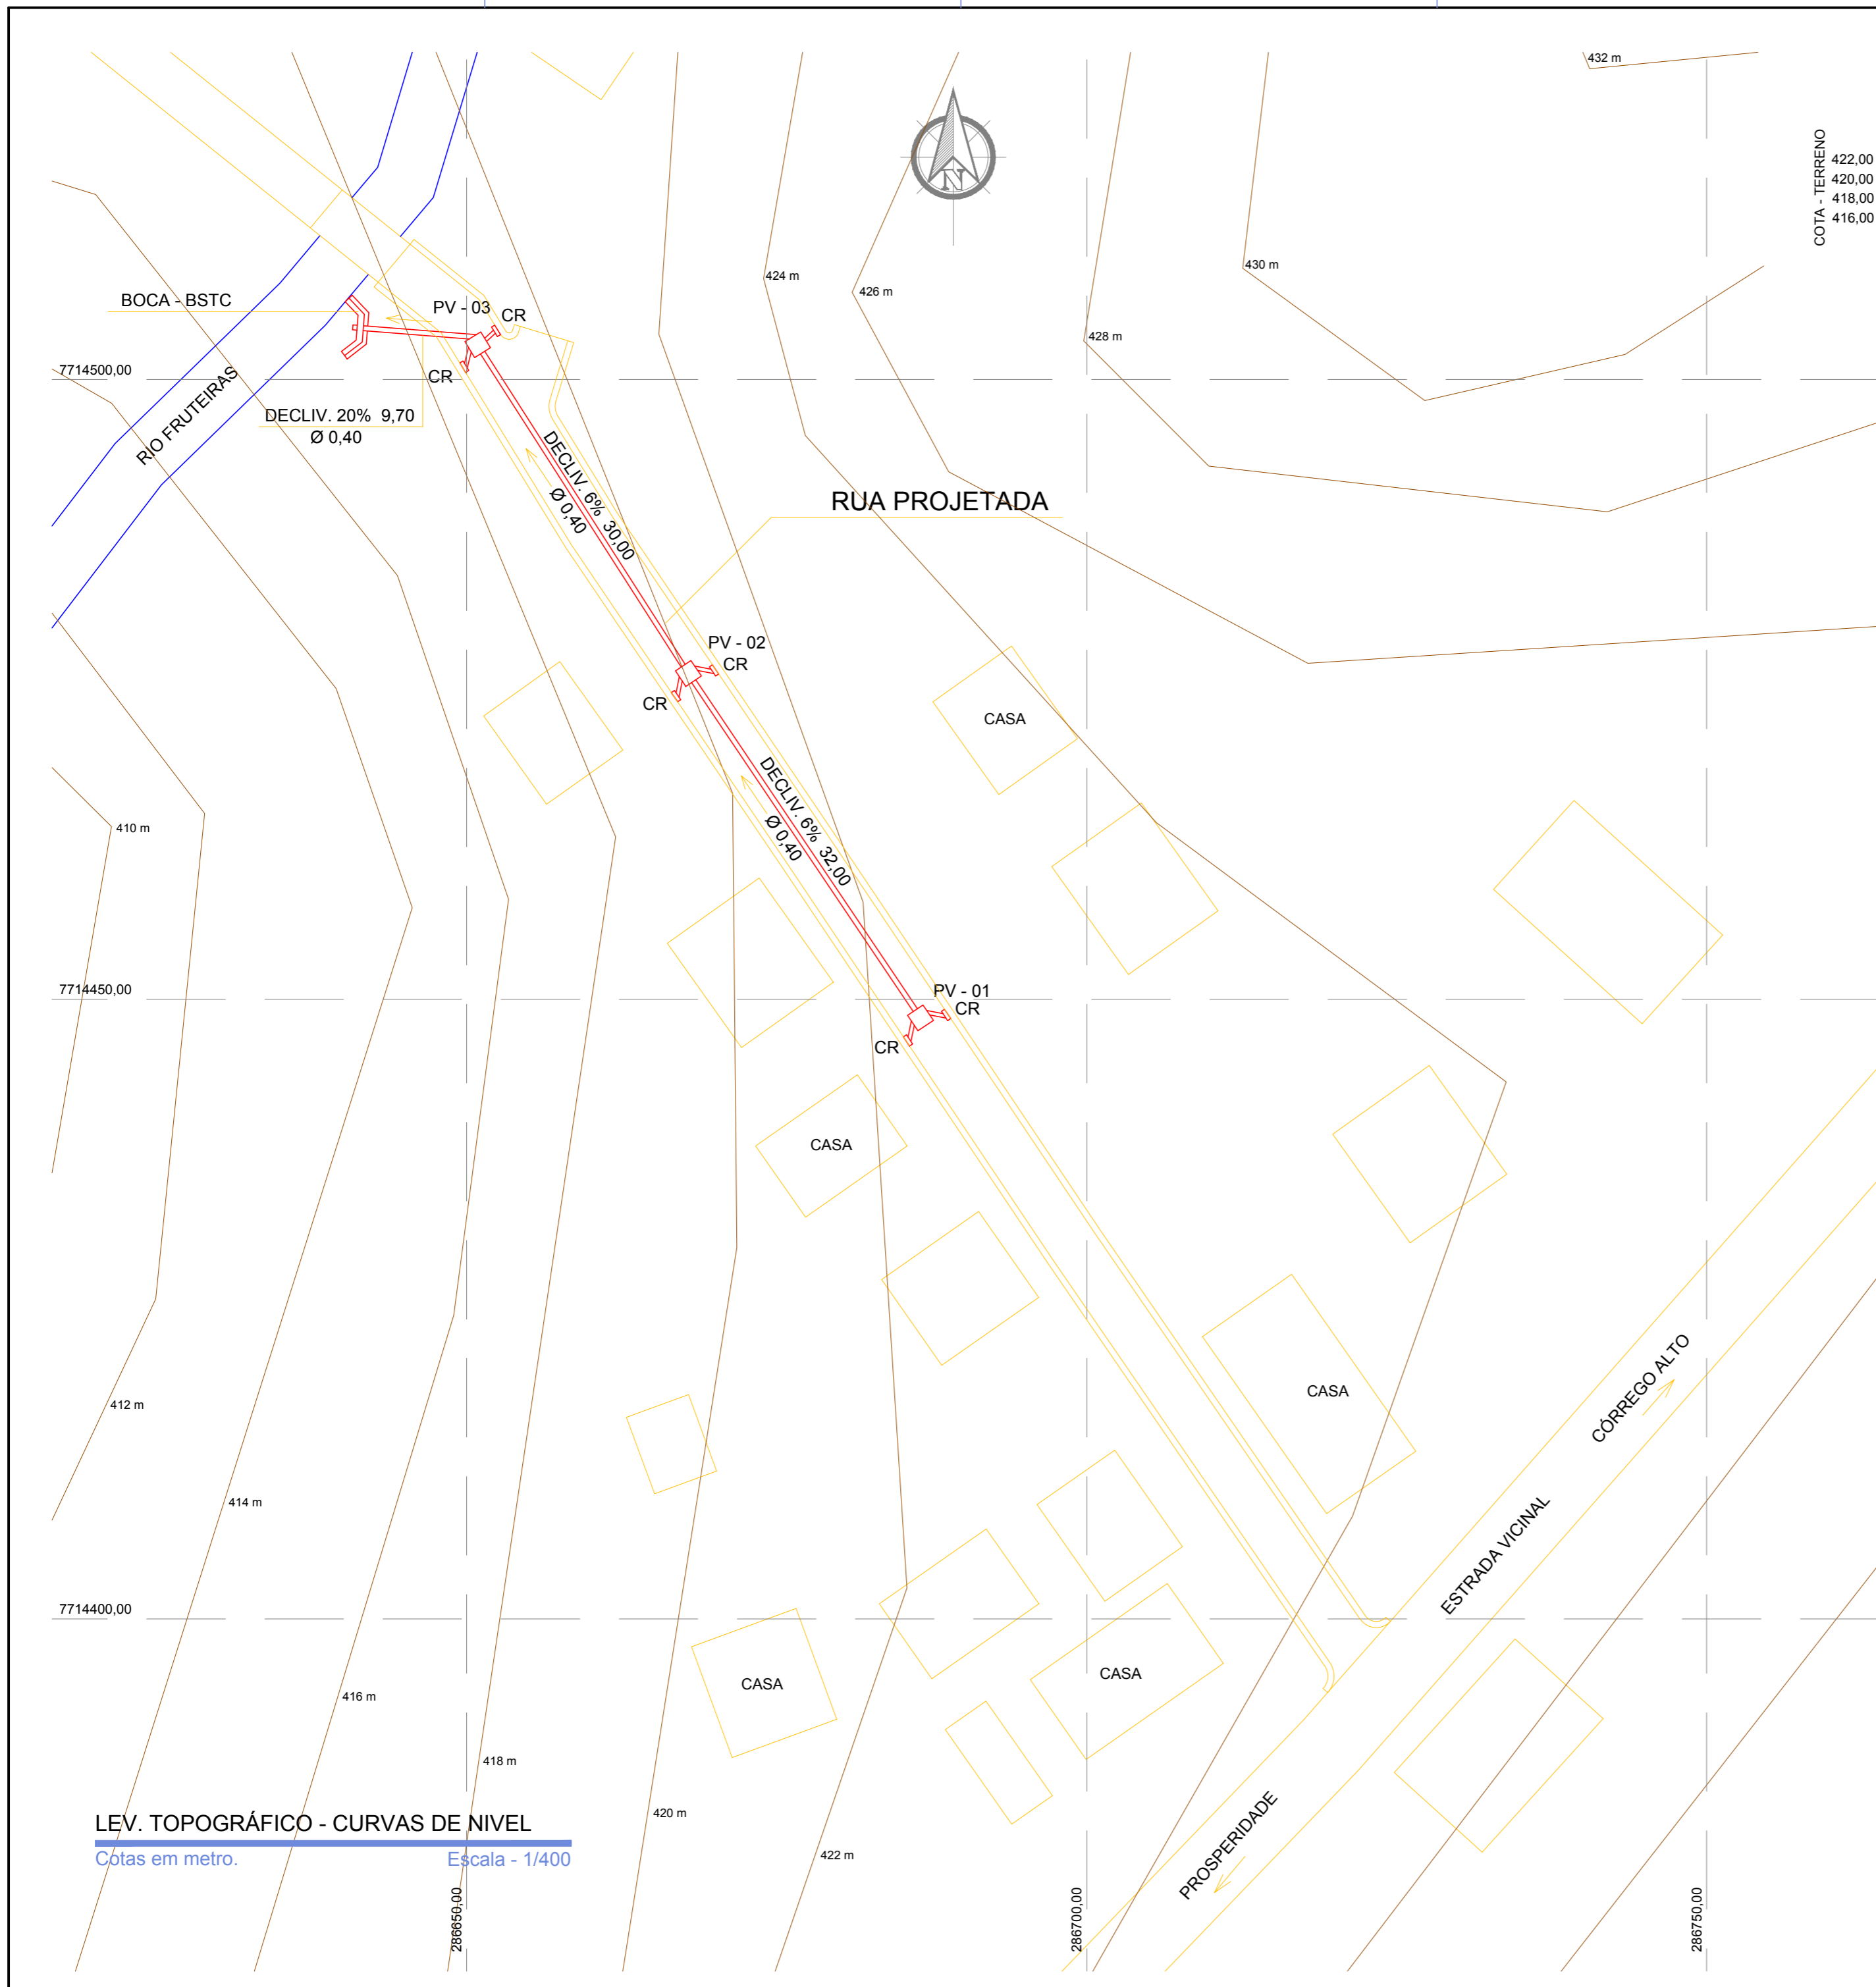 432 m
COTA - TERRENO
422,00
420,00
418,00
416,00
N
424 m
426 m
430 m
428 m
BOCA - BSTC
PV - 03
CR
CR
7714500,00
RIO FRUTEIRAS
DECLIV. 20% 9,70
Ø 0,40
DECLIV. 6% 30,00
Ø 0,40
RUA PROJETADA
PV - 02
CR
CR
CASA
DECLIV. 6% 32,00
Ø 0,40
410 m
7714450,00
PV - 01
CR
CR
CASA
CASA
CÓRREGO ALTO
412 m
414 m
ESTRADA VICINAL
7714400,00
CASA
CASA
416 m
418 m
420 m
422 m
PROSPERIDADE
LEV. TOPOGRÁFICO - CURVAS DE NIVEL
Cotas em metro.
Escala - 1/400
286650,00
286700,00
286750,00